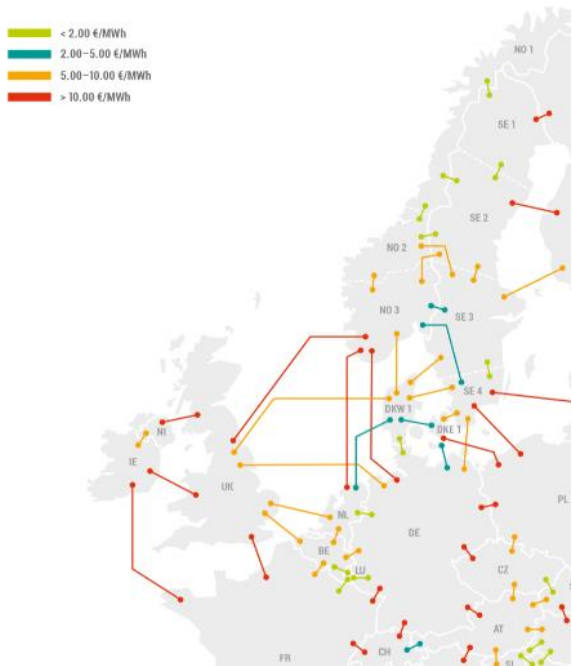 < 2.00 €/MWh
2.00–5.00 €/MWh
5.00–10.00 €/MWh
> 10.00 €/MWh
NO 1
SE 1
SE 2
NO 2
NO 3
SE 3
SE 4
DKW 1
DKE 1
NI
IE
UK
NL
DE
PL
BE
LU
CZ
AT
FR
CH
SI